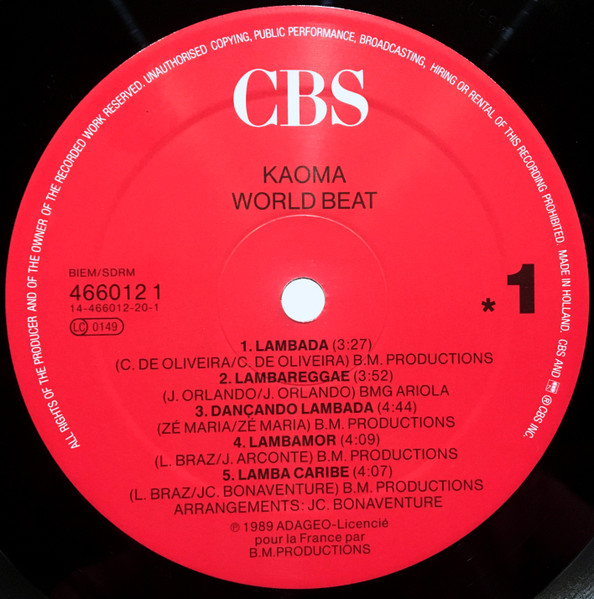 ALL RIGHTS OF THE PRODUCER AND OF THE OWNER OF THE RECORDED WORK RESERVED. UNAUTHORISED COPYING, PUBLIC PERFORMANCE, BROADCASTING, HIRING OR RENTAL OF THIS RECORDING PROHIBITED. MADE IN HOLLAND. CBS AND ® CBS INC.
CBS
KAOMA
WORLD BEAT
BIEM/SDRM
466012 1
14-466012-20-1
LC 0149
* 1
1. LAMBADA (3:27)
(C. DE OLIVEIRA/C. DE OLIVEIRA) B.M. PRODUCTIONS
2. LAMBAREGGAE (3:52)
(J. ORLANDO/J. ORLANDO) BMG ARIOLA
3. DANÇANDO LAMBADA (4:44)
(ZÉ MARIA/ZÉ MARIA) B.M. PRODUCTIONS
4. LAMBAMOR (4:09)
(L. BRAZ/J. ARCONTE) B.M. PRODUCTIONS
5. LAMBA CARIBE (4:07)
(L. BRAZ/JC. BONAVENTURE) B.M. PRODUCTIONS
ARRANGEMENTS: JC. BONAVENTURE
℗ 1989 ADAGEO-Licencié
pour la France par
B.M.PRODUCTIONS